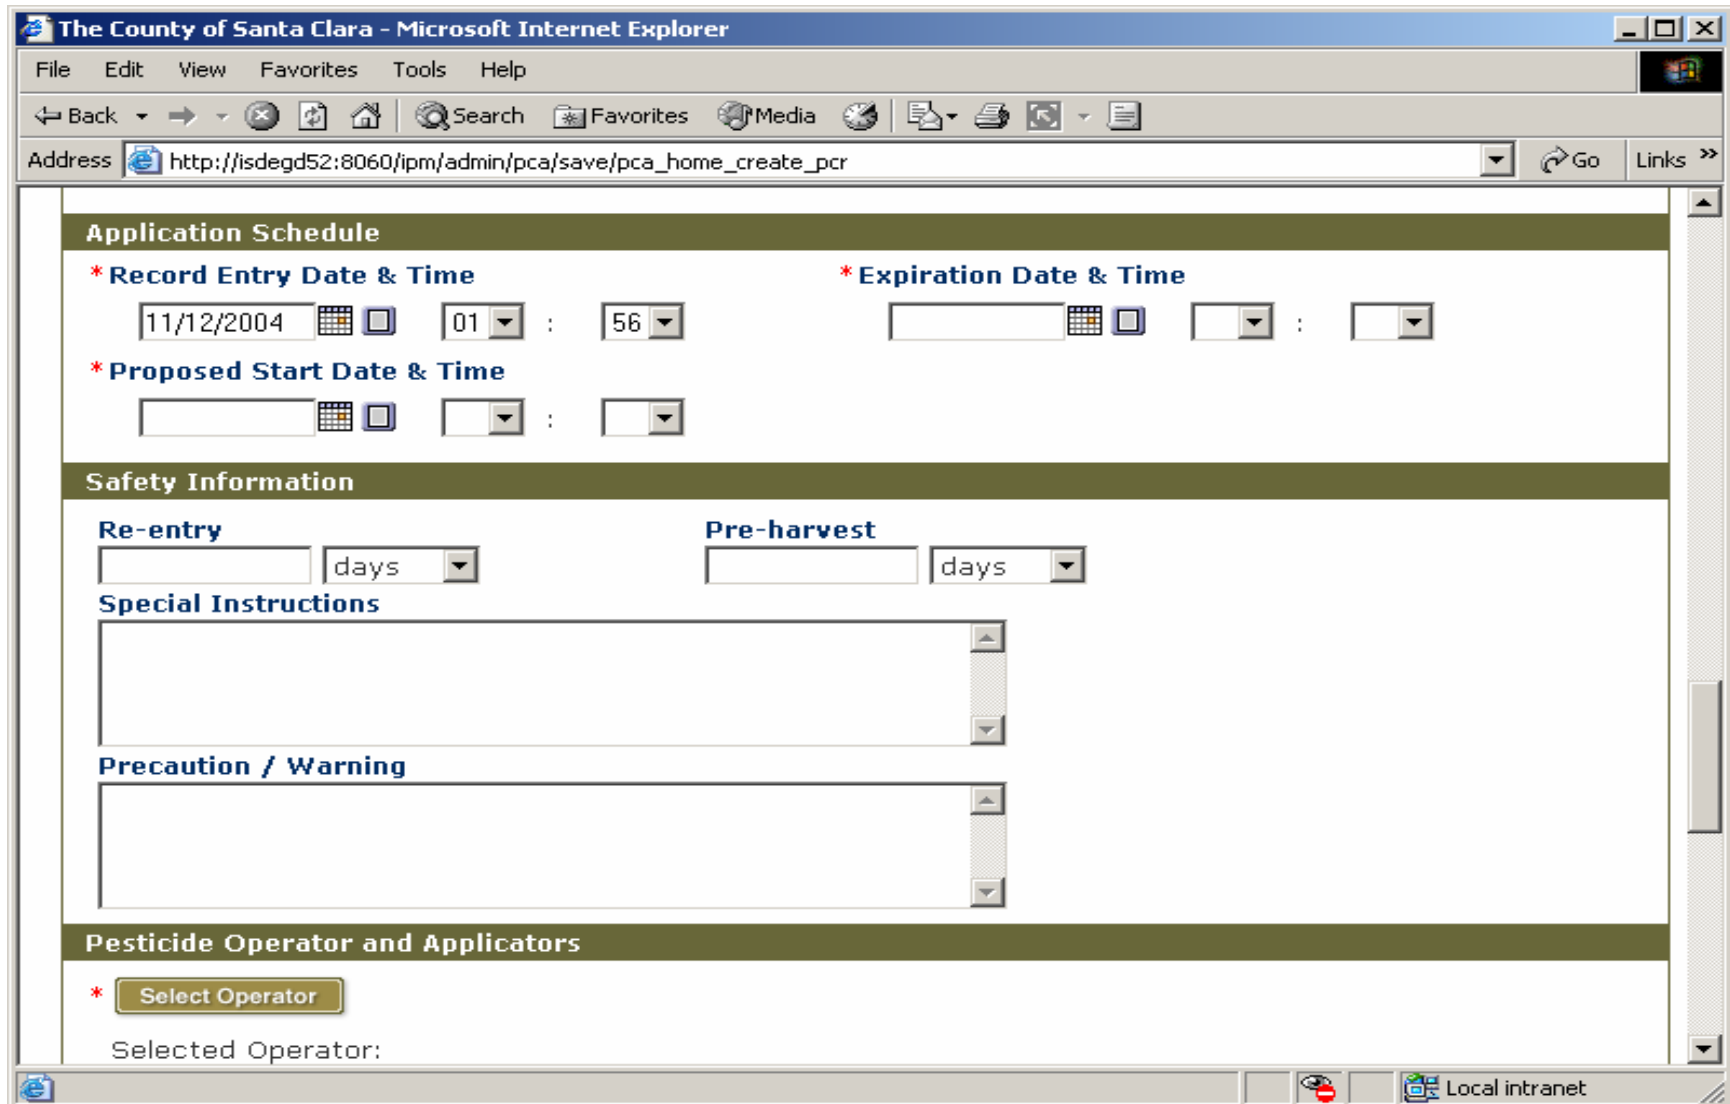 The County of Santa Clara - Microsoft Internet Explorer
File Edit View Favorites Tools Help
Back Search Favorites Media
Address http://isdegd52:8060/ipm/admin/pca/save/pca_home_create_pcr Go Links »
Application Schedule
*Record Entry Date & Time *Expiration Date & Time
11/12/2004 01 : 56 :
*Proposed Start Date & Time
:
Safety Information
Re-entry Pre-harvest
days days
Special Instructions
Precaution / Warning
Pesticide Operator and Applicators
* Select Operator
Selected Operator:
Local intranet